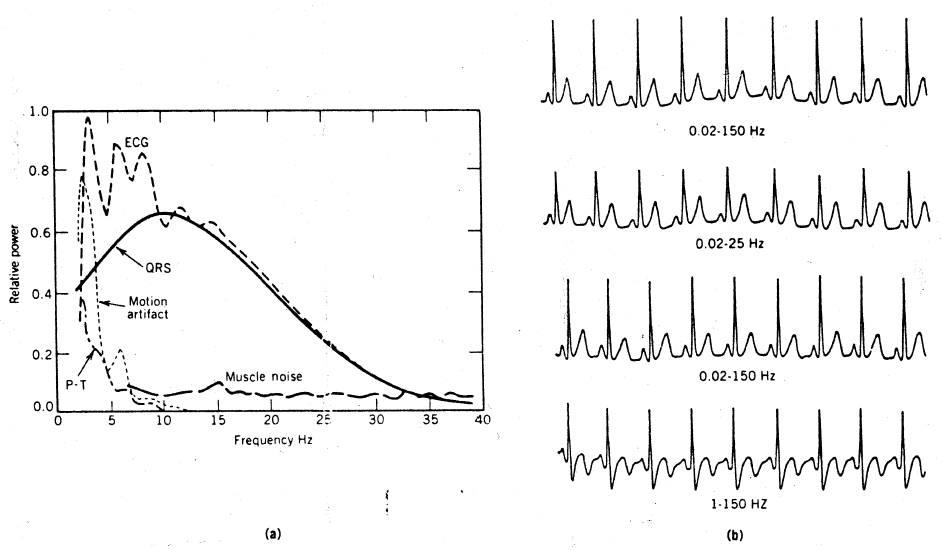 1.0
0.8
0.6
0.4
0.2
0.0
Relative power
ECG
QRS
Motion
artifact
P-T
Muscle noise
5
10
15
20
25
30
35
39
40
Frequency Hz
(a)
0.02-150 Hz
0.02-25 Hz
0.02-150 Hz
1-150 HZ
(b)